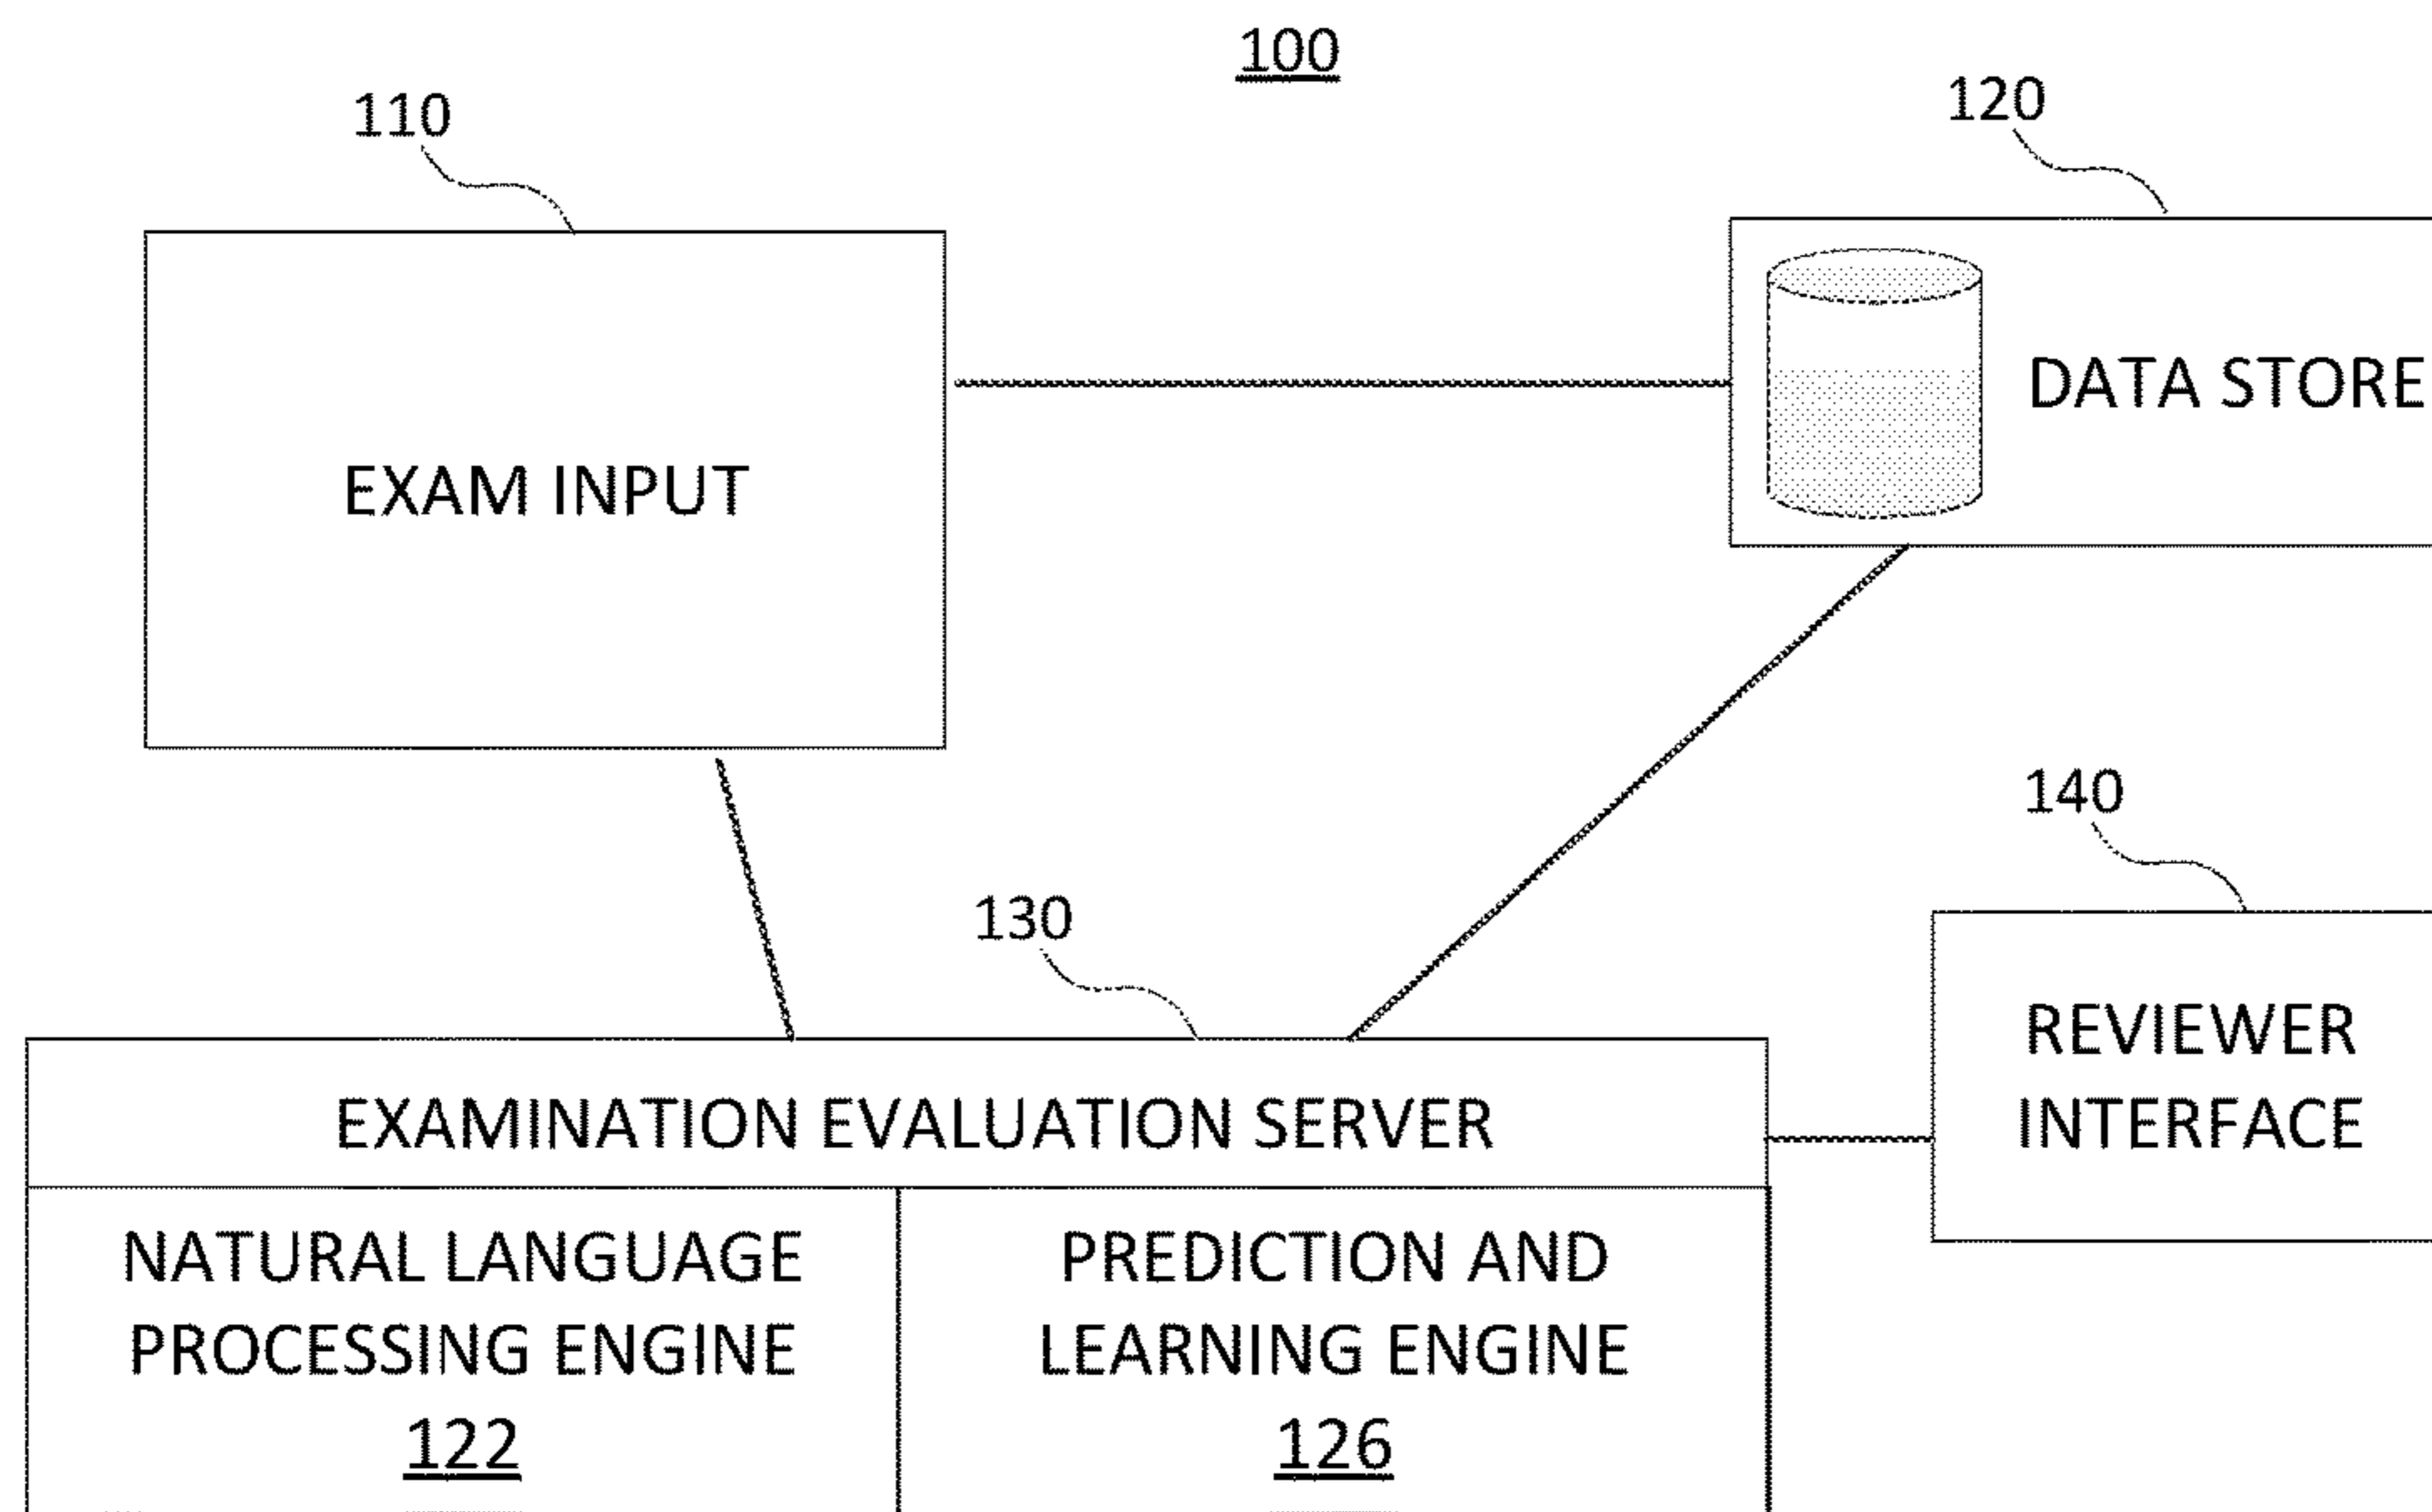 100
110
120
EXAM INPUT
DATA STORE
140
130
REVIEWER
INTERFACE
EXAMINATION EVALUATION SERVER
NATURAL LANGUAGE
PROCESSING ENGINE
122
PREDICTION AND
LEARNING ENGINE
126